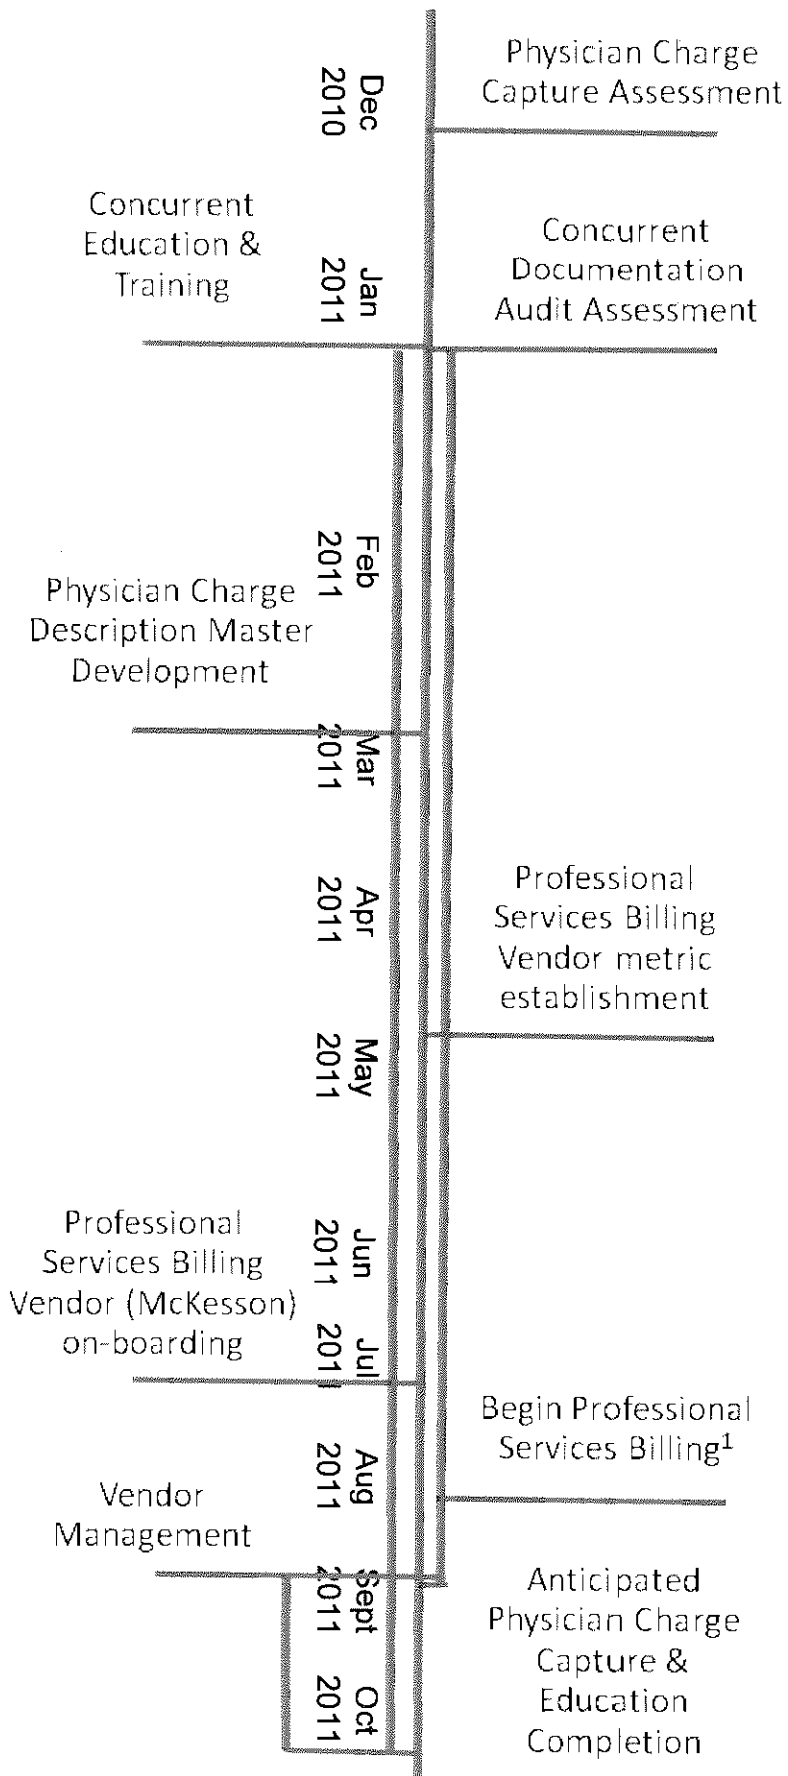 Physician Charge
Capture Assessment
Dec
2010
Concurrent
Education &
Training
Jan
2011
Concurrent
Documentation
Audit Assessment
Feb
2011
Physician Charge
Description Master
Development
Mar
2011
Apr
2011
Professional
Services Billing
Vendor metric
establishment
May
2011
Jun
2011
Professional
Services Billing
Vendor (McKesson)
on-boarding
Jul
2011
Begin Professional
Services Billing¹
Aug
2011
Vendor
Management
Sept
2011
Anticipated
Physician Charge
Capture &
Education
Completion
Oct
2011